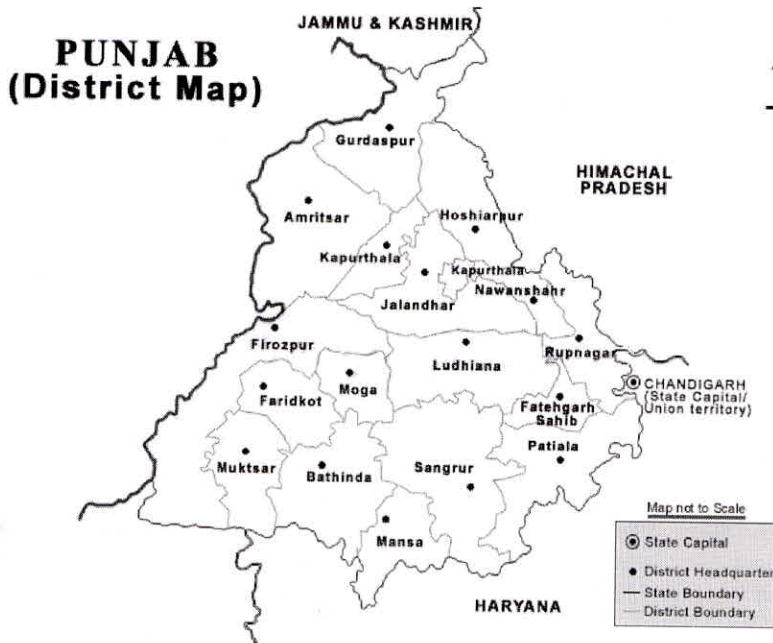 JAMMU & KASHMIR
PUNJAB
(District Map)
Gurdaspur
HIMACHAL
PRADESH
Amritsar
Hoshiarpur
Kapurthala
Kapurthala
Nawanshahr
Jalandhar
Firozpur
Ludhiana
Rupnagar
Moga
Faridkot
CHANDIGARH
(State Capital/
Union territory)
Fatehgarh
Sahib
Patiala
Muktsar
Bathinda
Sangrur
Mansa
HARYANA
Map not to Scale
State Capital
District Headquarter
State Boundary
District Boundary